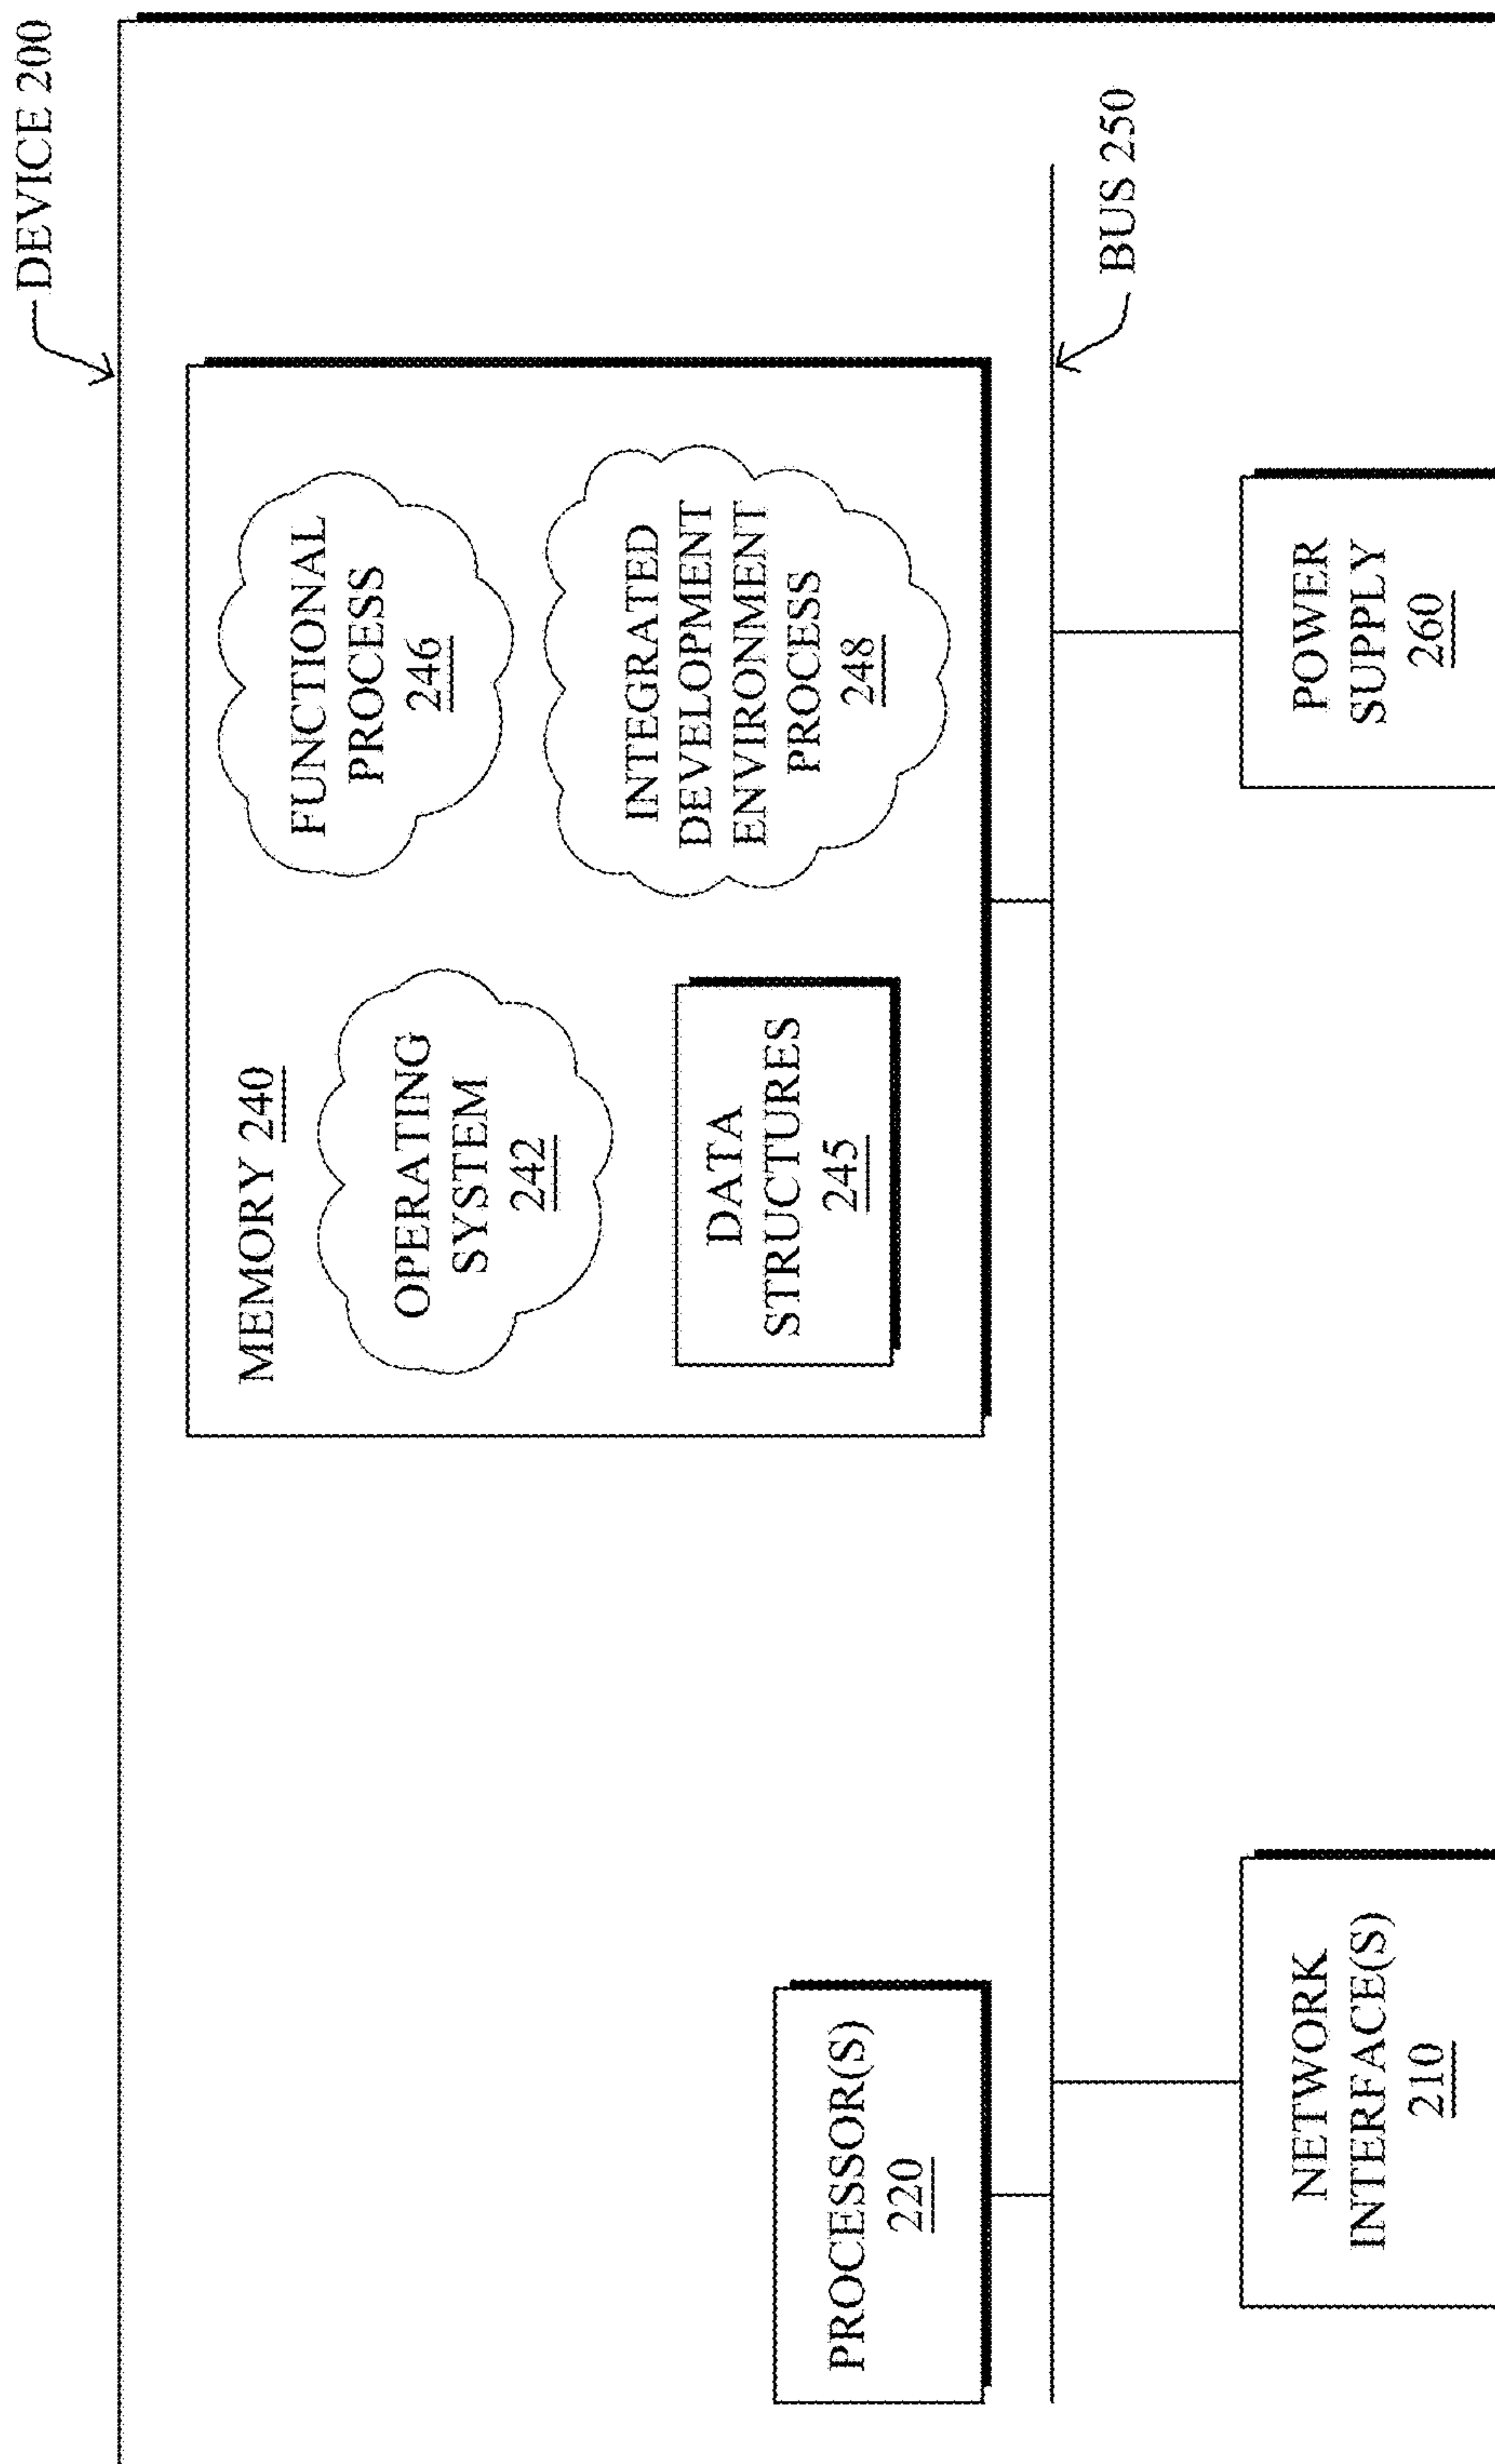 DEVICE 200
MEMORY 240
OPERATING
SYSTEM
242
FUNCTIONAL
PROCESS
246
DATA
STRUCTURES
245
INTEGRATED
DEVELOPMENT
ENVIRONMENT
PROCESS
248
PROCESSOR(S)
220
BUS 250
NETWORK
INTERFACE(S)
210
POWER
SUPPLY
260